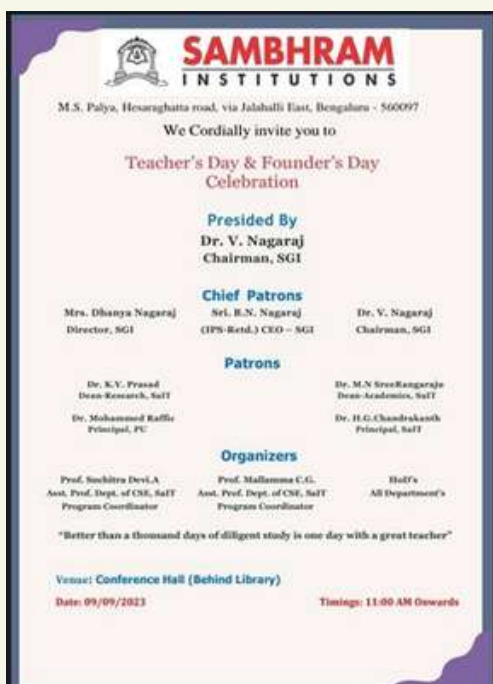 SAMBHRAM
INSTITUTIONS
M.S. Palya, Hesaraghatta road, via Jalahalli East, Bengaluru - 560097
We Cordially invite you to
Teacher's Day & Founder's Day
Celebration
Presided By
Dr. V. Nagaraj
Chairman, SGI
Chief Patrons
Mrs. Dhanya Nagaraj Sri. R.N. Nagaraj Dr. V. Nagaraj
Director, SGI (IPS-Retd.) CEO – SGI Chairman, SGI
Patrons
Dr. K.V. Prasad Dr. M.N SreeRangaraju
Dean-Research, SaIT Dean-Academics, SaIT
Dr. Mohammed Raffic Dr. H.G.Chandrakanth
Principal, PU Principal, SaIT
Organizers
Prof. Suchitra Devi.A Prof. Mallamma C.G. HoD's
Asst. Prof. Dept. of CSE, SaIT Asst. Prof. Dept. of CSE, SaIT All Department's
Program Coordinator Program Coordinator
"Better than a thousand days of diligent study is one day with a great teacher"
Venue: Conference Hall (Behind Library)
Date: 09/09/2023 Timings: 11:00 AM Onwards